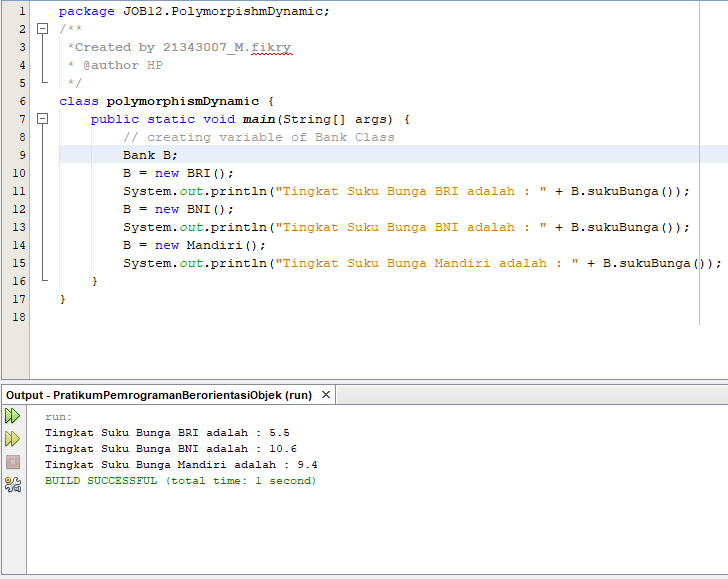 1 package JOB12.PolymorpishmDynamic;
2 /**
3 *Created by 21343007_M.fikry
4 * @author HP
5 */
6 class polymorphismDynamic {
7 public static void main(String[] args) {
8 // creating variable of Bank Class
9 Bank B;
10 B = new BRI();
11 System.out.println("Tingkat Suku Bunga BRI adalah : " + B.sukuBunga());
12 B = new BNI();
13 System.out.println("Tingkat Suku Bunga BNI adalah : " + B.sukuBunga());
14 B = new Mandiri();
15 System.out.println("Tingkat Suku Bunga Mandiri adalah : " + B.sukuBunga());
16 }
17 }
18
Output - PratikumPemrogramanBerorientasiObjek (run) ×
run:
Tingkat Suku Bunga BRI adalah : 5.5
Tingkat Suku Bunga BNI adalah : 10.6
Tingkat Suku Bunga Mandiri adalah : 9.4
BUILD SUCCESSFUL (total time: 1 second)